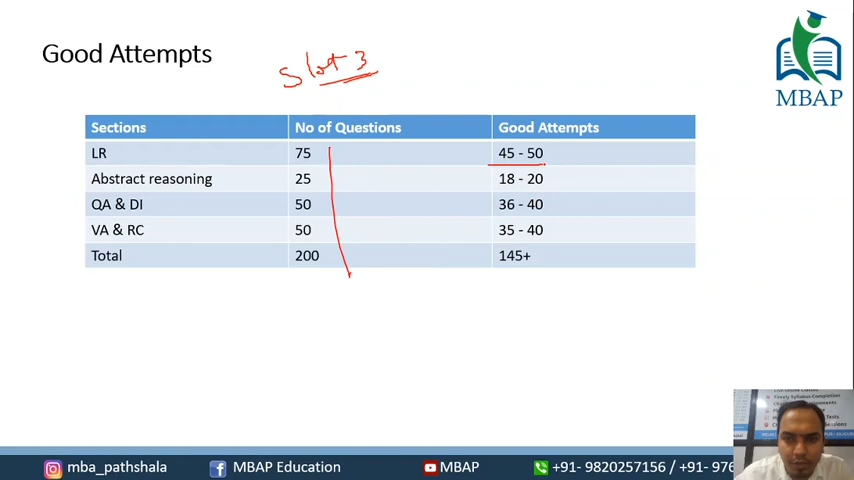 Good Attempts
Slot 3
MBAP
Sections No of Questions Good Attempts
LR 75 45 - 50
Abstract reasoning 25 18 - 20
QA & DI 50 36 - 40
VA & RC 50 35 - 40
Total 200 145+
mba_pathshala MBAP Education MBAP +91- 9820257156 / +91- 976